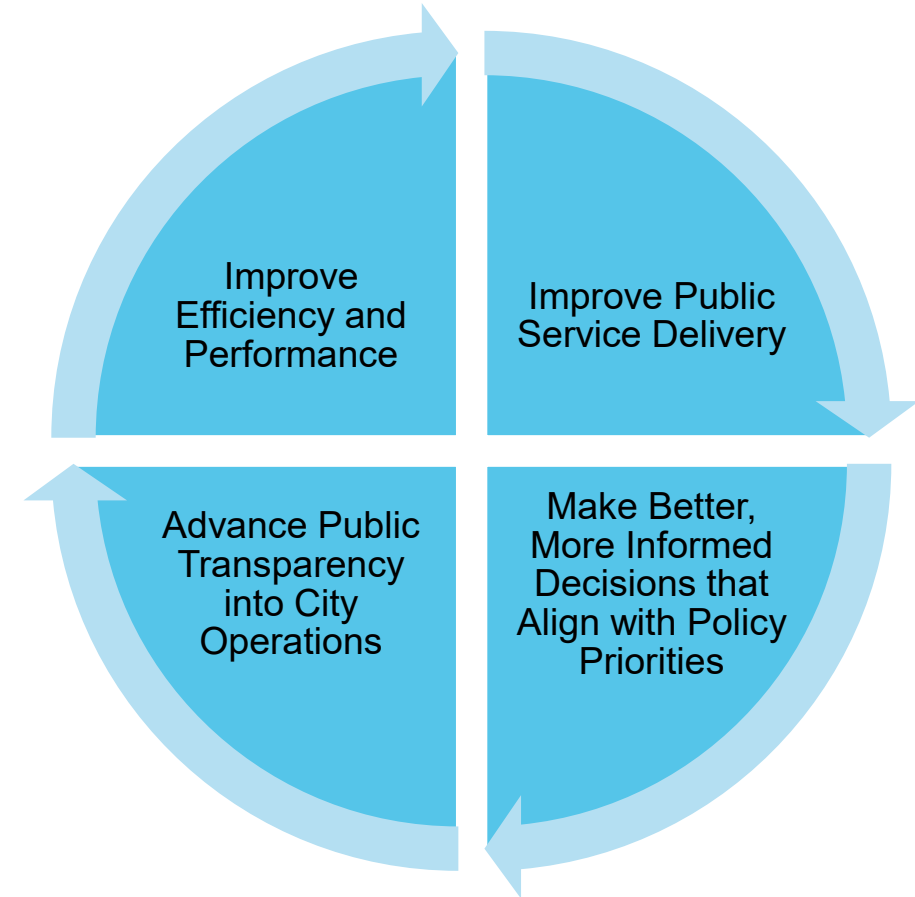 Improve
Efficiency and
Performance
Improve Public
Service Delivery
Advance Public
Transparency
into City
Operations
Make Better,
More Informed
Decisions that
Align with Policy
Priorities